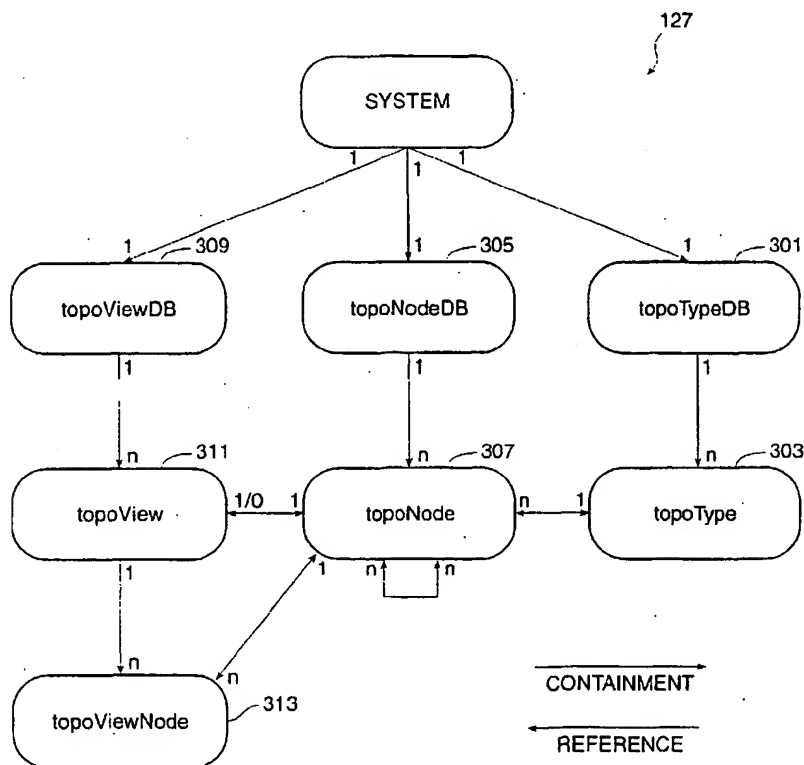 127
SYSTEM
1 1 1
1 309 1 305 1 301
topoViewDB topoNodeDB topoTypeDB
1 1 1
n 311 n 307 n 303
topoView 1/0 1 topoNode n 1 topoType
1 1 n n
n n
topoViewNode 313
CONTAINMENT
REFERENCE